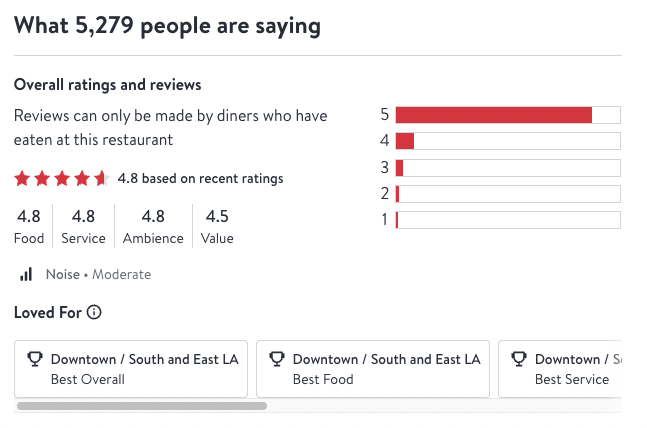 What 5,279 people are saying
Overall ratings and reviews
Reviews can only be made by diners who have
eaten at this restaurant
4.8 based on recent ratings
4.8 4.8 4.8 4.5
Food Service Ambience Value
Noise • Moderate
5
4
3
2
1
Loved For
Downtown / South and East LA
Best Overall
Downtown / South and East LA
Best Food
Downtown /
Best Service